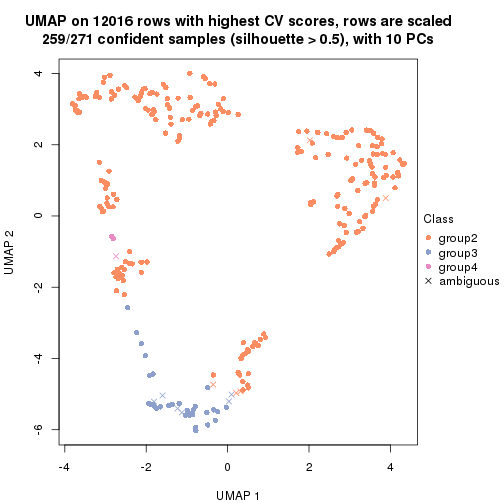 UMAP on 12016 rows with highest CV scores, rows are scaled
259/271 confident samples (silhouette > 0.5), with 10 PCs
4
2
0
-2
-4
-6
UMAP 2
-4
-2
0
2
4
UMAP 1
Class
group2
group3
group4
ambiguous